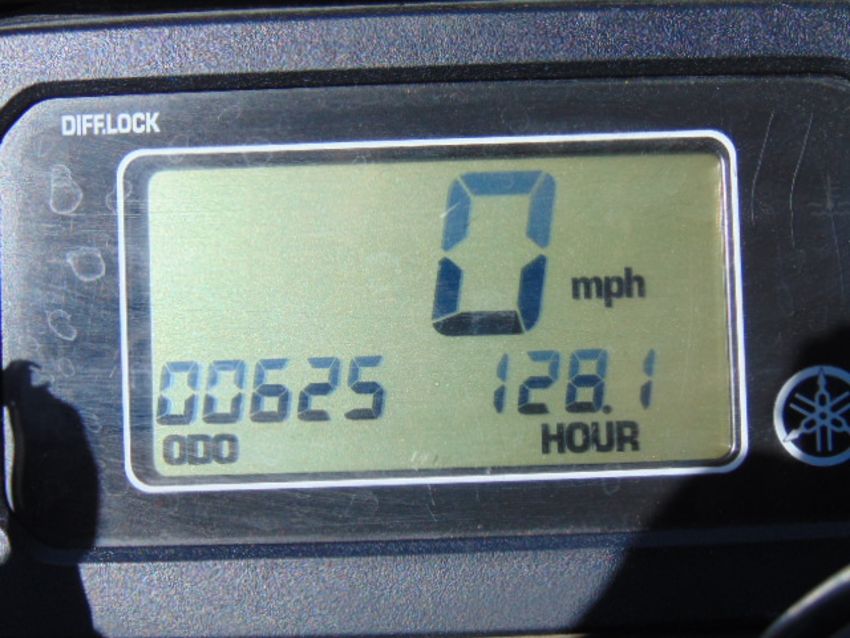 DIFF.LOCK
0 mph
00625 128.1
ODO HOUR